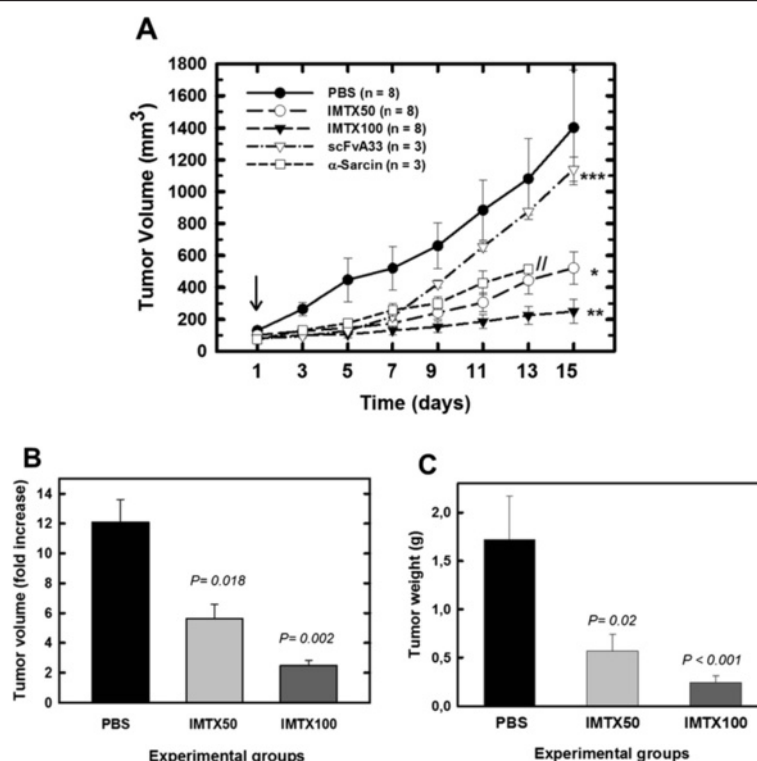 A
Tumor Volume (mm³)
1800
1600
1400
1200
1000
800
600
400
200
0
PBS (n = 8)
IMTX50 (n = 8)
IMTX100 (n = 8)
scFvA33 (n = 3)
α-Sarcin (n = 3)
***
//
*
**
1 3 5 7 9 11 13 15
Time (days)
B
Tumor volume (fold increase)
14
12
10
8
6
4
2
0
P= 0.018
P= 0.002
PBS IMTX50 IMTX100
Experimental groups
C
Tumor weight (g)
2,0
1,5
1,0
0,5
0,0
P= 0.02
P < 0.001
PBS IMTX50 IMTX100
Experimental groups